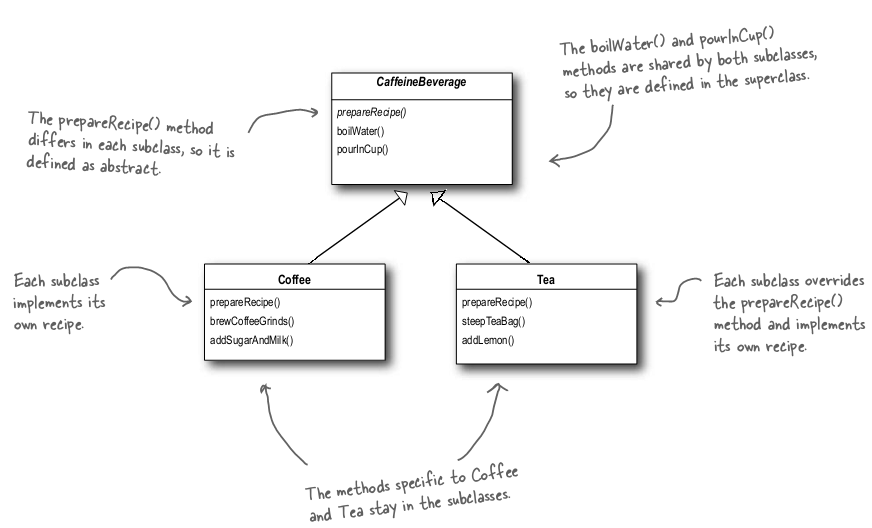 The boilWater() and pourInCup()
methods are shared by both subclasses,
so they are defined in the superclass.
CaffeineBeverage
prepareRecipe()
boilWater()
pourInCup()
The prepareRecipe() method
differs in each subclass, so it is
defined as abstract.
Each subclass
implements its
own recipe.
Coffee
prepareRecipe()
brewCoffeeGrinds()
addSugarAndMilk()
Tea
prepareRecipe()
steepTeaBag()
addLemon()
Each subclass overrides
the prepareRecipe()
method and implements
its own recipe.
The methods specific to Coffee
and Tea stay in the subclasses.